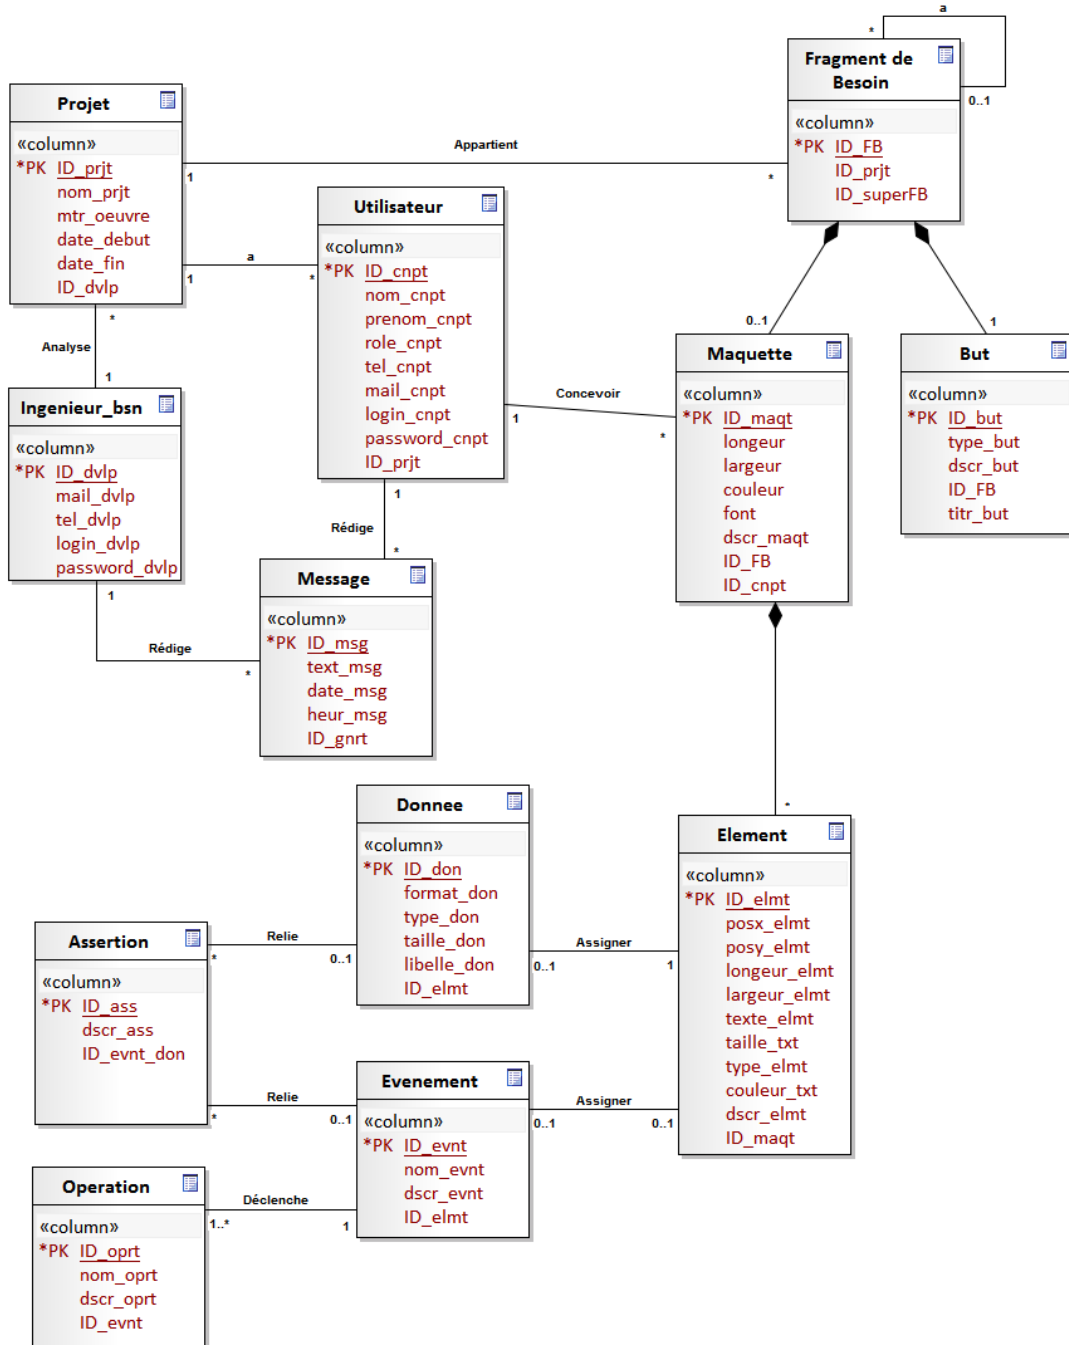 a
*
0..1
Fragment de
Besoin
«column»
*PK ID_FB
ID_prjt
ID_superFB
Projet
«column»
*PK ID_prjt
nom_prjt
mtr_oeuvre
date_debut
date_fin
ID_dvlp
Appartient
1
*
Utilisateur
«column»
*PK ID_cnpt
nom_cnpt
prenom_cnpt
role_cnpt
tel_cnpt
mail_cnpt
login_cnpt
password_cnpt
ID_prjt
a
1
*
*
Analyse
1
0..1
1
Maquette
«column»
*PK ID_maqt
longeur
largeur
couleur
font
dscr_maqt
ID_FB
ID_cnpt
But
«column»
*PK ID_but
type_but
dscr_but
ID_FB
titr_but
Concevoir
1
*
Ingenieur_bsn
«column»
*PK ID_dvlp
mail_dvlp
tel_dvlp
login_dvlp
password_dvlp
1
Rédige
*
1
Rédige
*
Message
«column»
*PK ID_msg
text_msg
date_msg
heur_msg
ID_gnrt
*
Donnee
«column»
*PK ID_don
format_don
type_don
taille_don
libelle_don
ID_elmt
Element
«column»
*PK ID_elmt
posx_elmt
posy_elmt
longeur_elmt
largeur_elmt
texte_elmt
taille_txt
type_elmt
couleur_txt
dscr_elmt
ID_maqt
Assertion
«column»
*PK ID_ass
dscr_ass
ID_evnt_don
Relie
*
0..1
Assigner
0..1
1
Evenement
«column»
*PK ID_evnt
nom_evnt
dscr_evnt
ID_elmt
Relie
*
0..1
Assigner
0..1
0..1
Operation
«column»
*PK ID_oprt
nom_oprt
dscr_oprt
ID_evnt
Déclenche
1..*
1